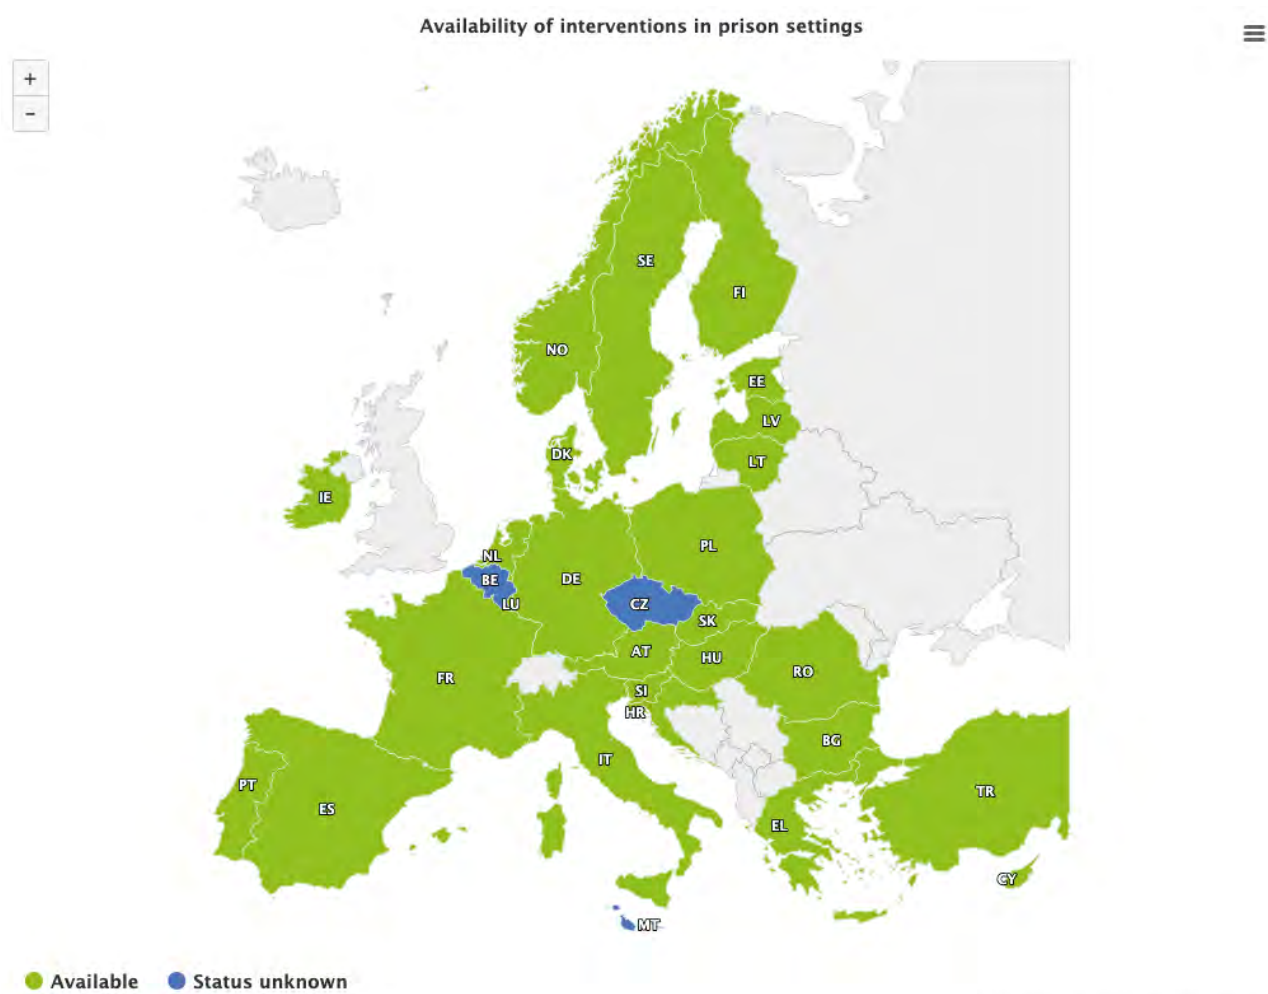 Availability of interventions in prison settings
+
-
SE
FI
NO
EE
LV
DK
LT
IE
PL
NL
BE
DE
LU
CZ
SK
AT
HU
FR
RO
SI
HR
BG
IT
PT
TR
ES
EL
CY
MT
Available
Status unknown